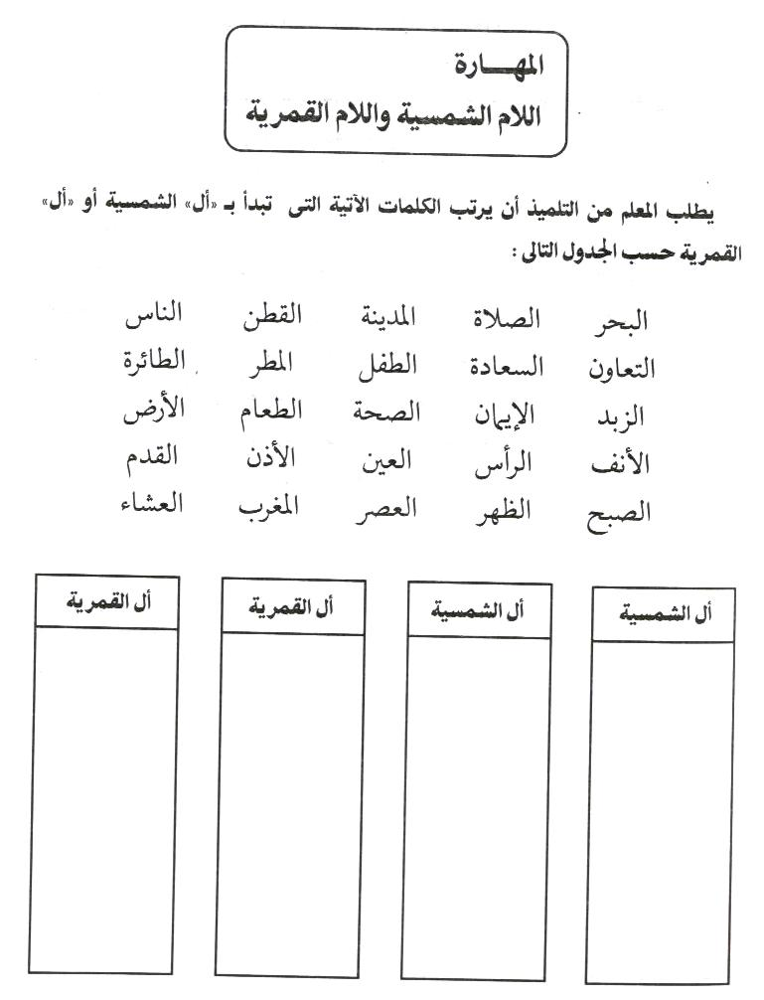 المهـــارة
اللام الشمسية واللام القمرية
يطلب المعلم من التلميذ أن يرتب الكلمات الآتية التى تبدأ بـ «أل» الشمسية أو «أل»
القمرية حسب الجدول التالى :
البحر الصلاة المدينة القطن الناس
التعاون السعادة الطفل المطر الطائرة
الزبد الإيمان الصحة الطعام الأرض
الأنف الرأس العين الأذن القدم
الصبح الظهر العصر المغرب العشاء
أل الشمسية أل الشمسية أل القمرية أل القمرية